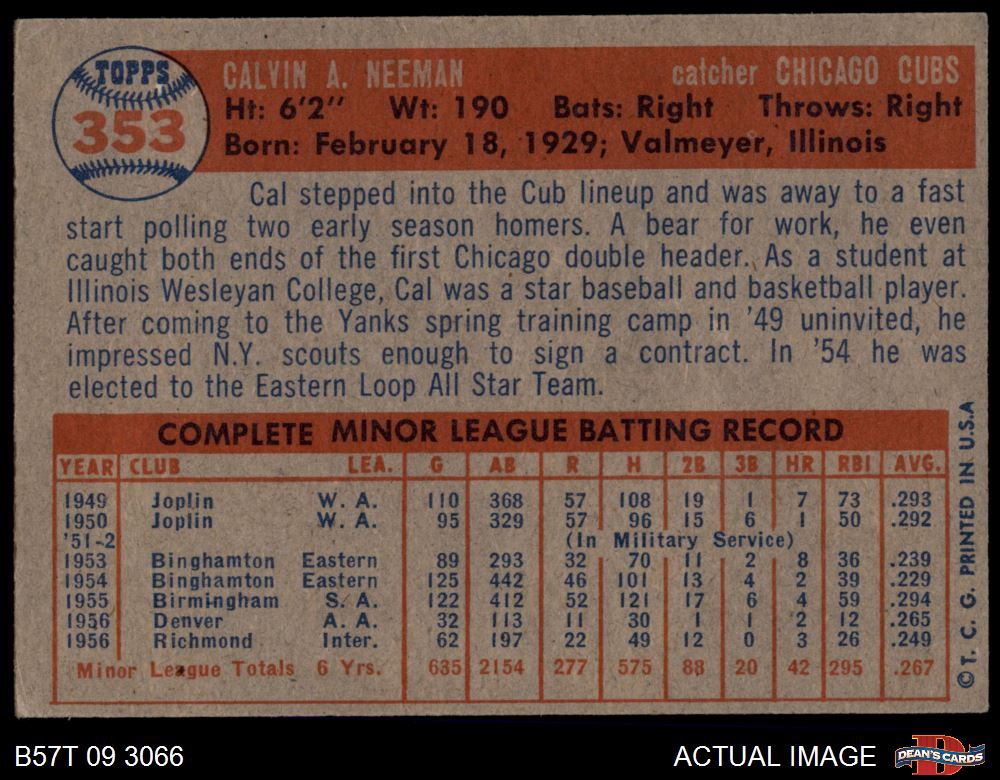 TOPPS
353
CALVIN A. NEEMAN catcher CHICAGO CUBS
Ht: 6'2" Wt: 190 Bats: Right Throws: Right
Born: February 18, 1929; Valmeyer, Illinois
Cal stepped into the Cub lineup and was away to a fast
start polling two early season homers. A bear for work, he even
caught both ends of the first Chicago double header. As a student at
Illinois Wesleyan College, Cal was a star baseball and basketball player.
After coming to the Yanks spring training camp in '49 uninvited, he
impressed N.Y. scouts enough to sign a contract. In '54 he was
elected to the Eastern Loop All Star Team.
COMPLETE MINOR LEAGUE BATTING RECORD
YEAR CLUB LEA. G AB R H 2B 3B HR RBI AVG.
1949 Joplin W. A. 110 368 57 108 19 1 7 73 .293
1950 Joplin W. A. 95 329 57 96 15 6 1 50 .292
'51-2 (In Military Service)
1953 Binghamton Eastern 89 293 32 70 11 2 8 36 .239
1954 Binghamton Eastern 125 442 46 101 13 4 2 39 .229
1955 Birmingham S. A. 122 412 52 121 17 6 4 59 .294
1956 Denver A. A. 32 113 11 30 1 1 2 12 .265
1956 Richmond Inter. 62 197 22 49 12 0 3 26 .249
Minor League Totals 6 Yrs. 635 2154 277 575 88 20 42 295 .267
©T. C. G. PRINTED IN U.S.A
B57T 09 3066
ACTUAL IMAGE
DEAN'S CARDS